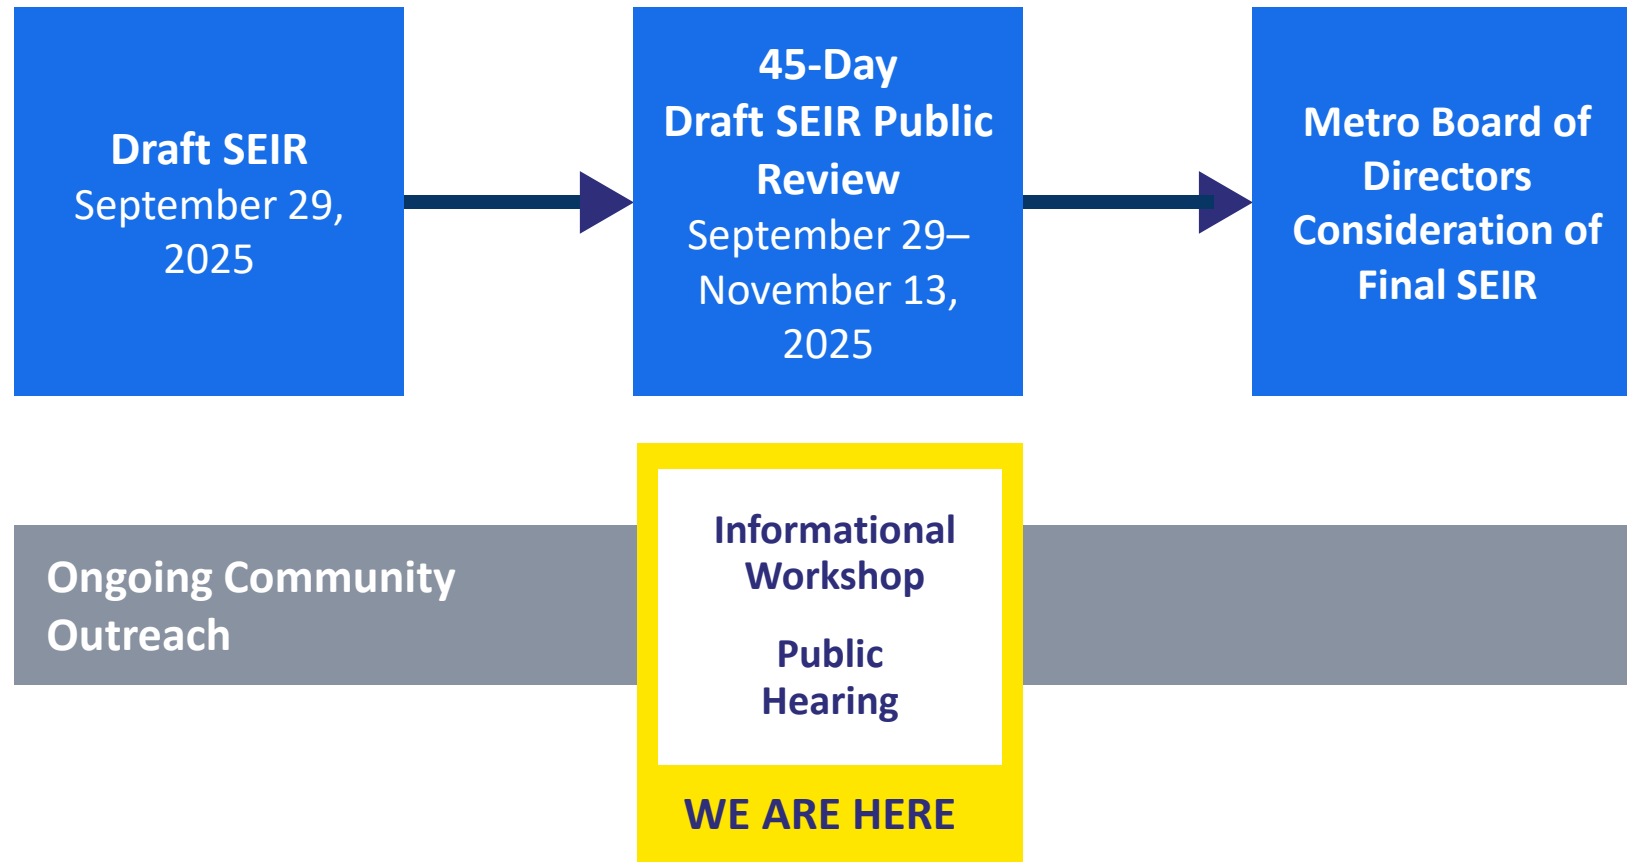 Draft SEIR
September 29,
2025
45-Day
Draft SEIR Public
Review
September 29–
November 13,
2025
Metro Board of
Directors
Consideration of
Final SEIR
Ongoing Community
Outreach
Informational
Workshop
Public
Hearing
WE ARE HERE